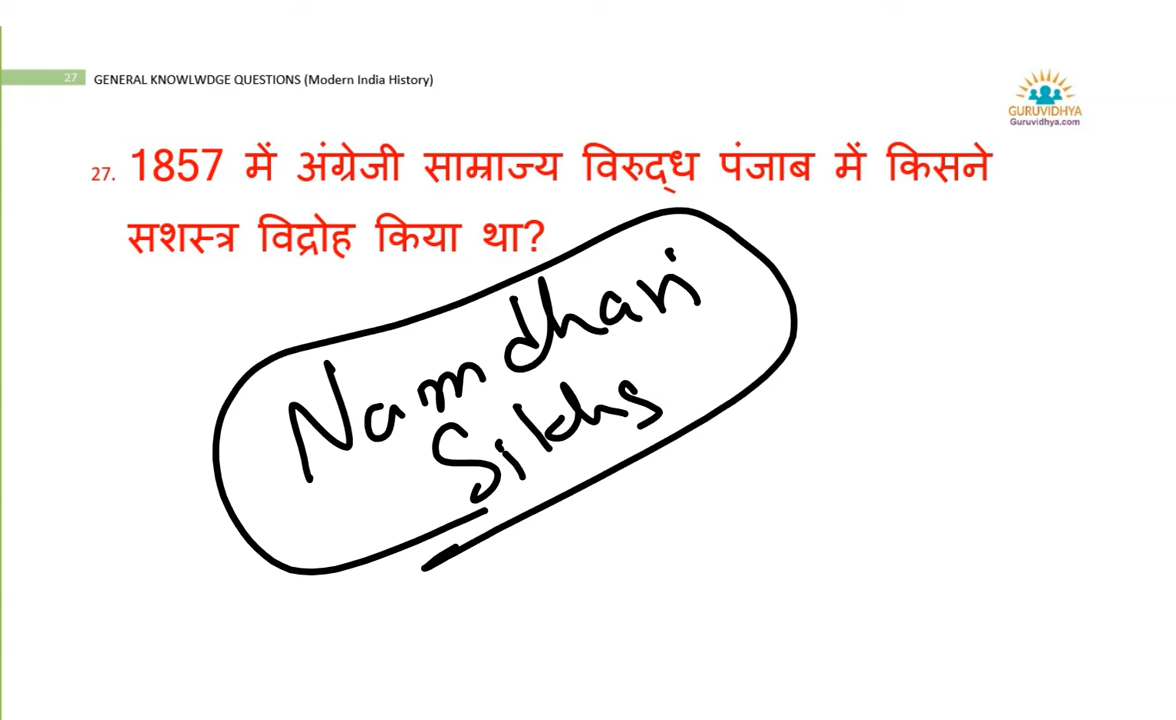 27 GENERAL KNOWLWDGE QUESTIONS (Modern India History)
GURUVIDHYA
Guruvidhya.com
27. 1857 में अंग्रेजी साम्राज्य विरुद्ध पंजाब में किसने
सशस्त्र विद्रोह किया था?
Namdhari
Sikhs